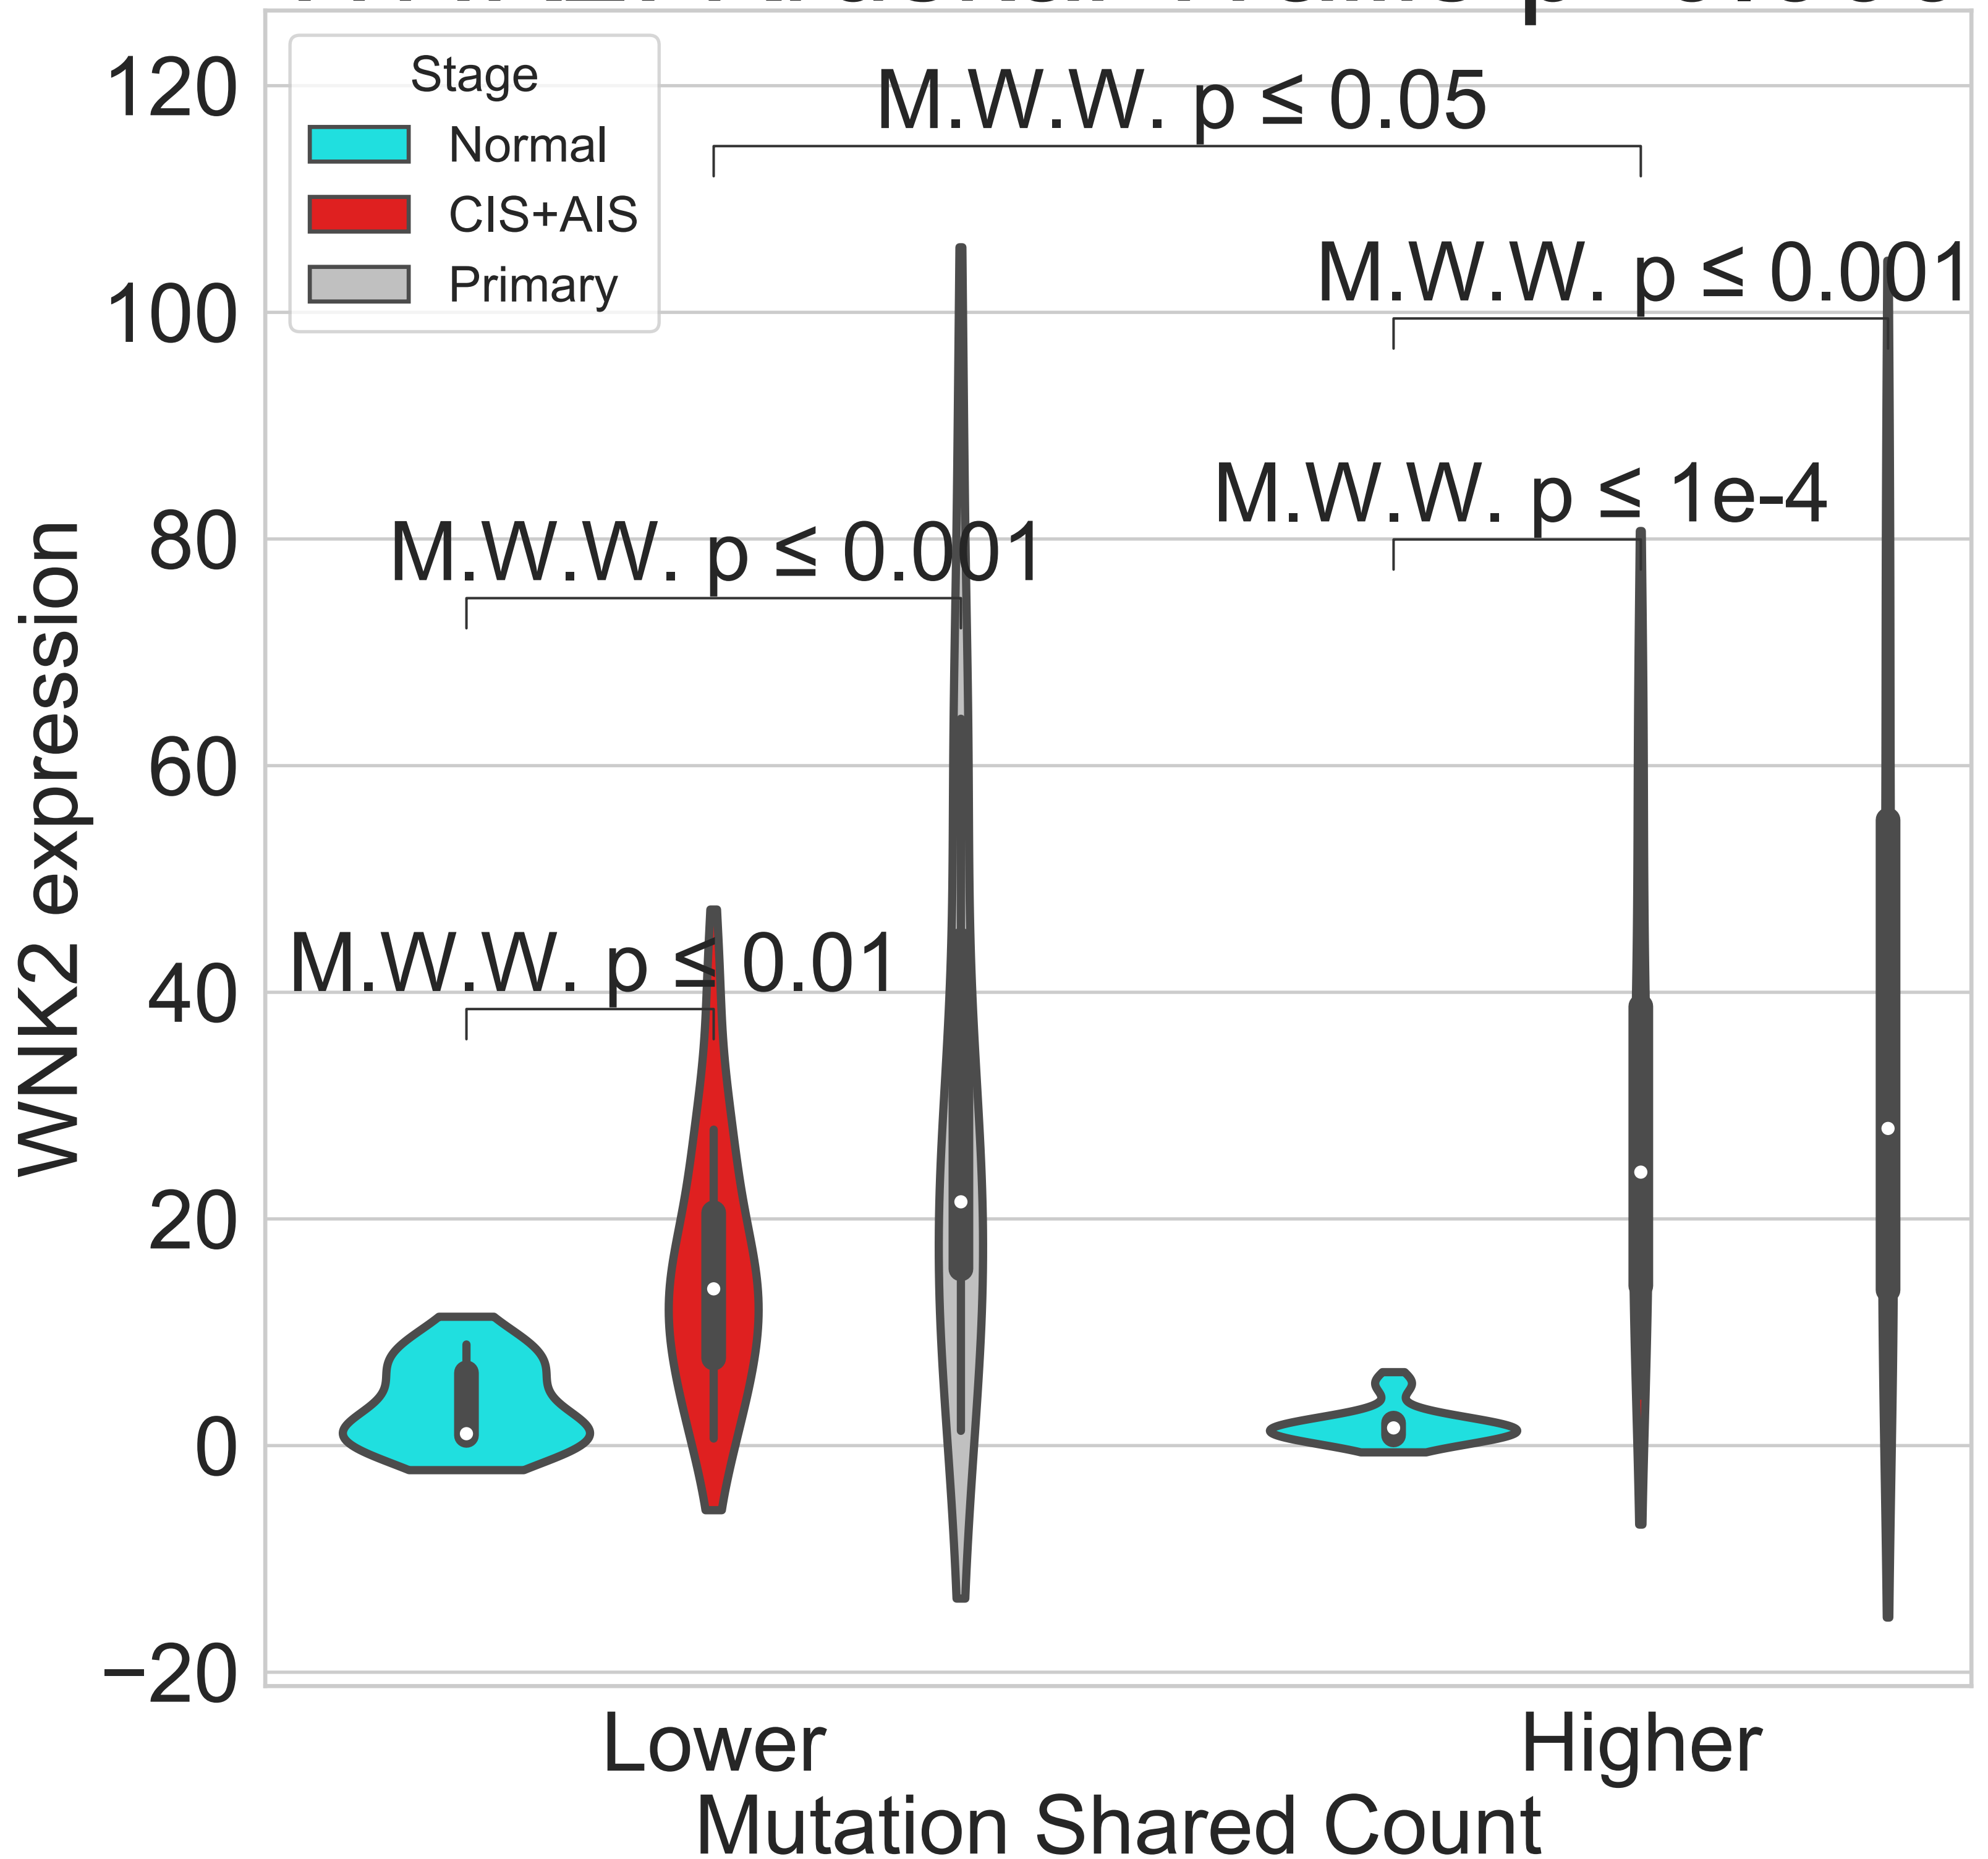 120
100
80
60
40
20
0
−20
WNK2 expression
Stage
Normal
CIS+AIS
Primary
M.W.W. p ≤ 0.05
M.W.W. p ≤ 0.001
M.W.W. p ≤ 1e-4
M.W.W. p ≤ 0.001
M.W.W. p ≤ 0.01
Lower
Higher
Mutation Shared Count